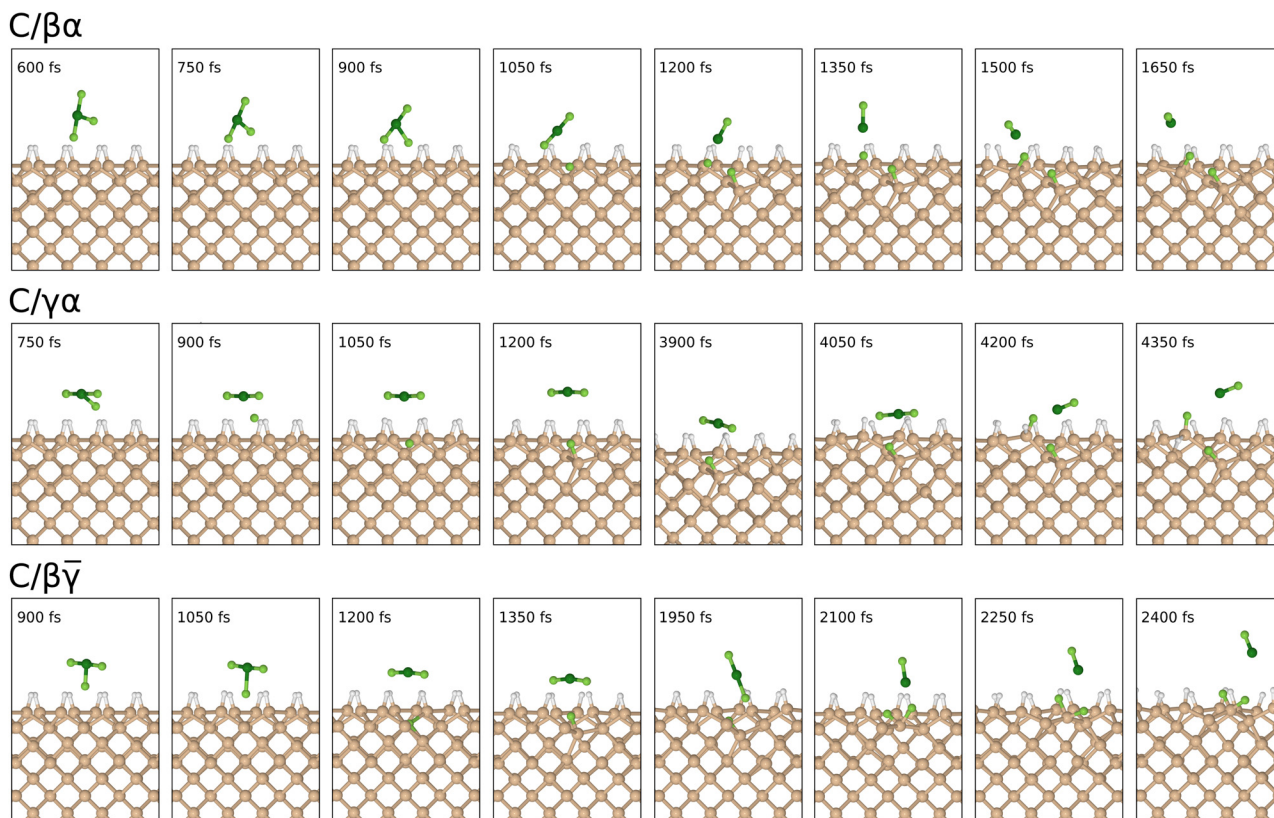 C/βα
600 fs
750 fs
900 fs
1050 fs
1200 fs
1350 fs
1500 fs
1650 fs
C/γα
750 fs
900 fs
1050 fs
1200 fs
3900 fs
4050 fs
4200 fs
4350 fs
C/βγ̅
900 fs
1050 fs
1200 fs
1350 fs
1950 fs
2100 fs
2250 fs
2400 fs